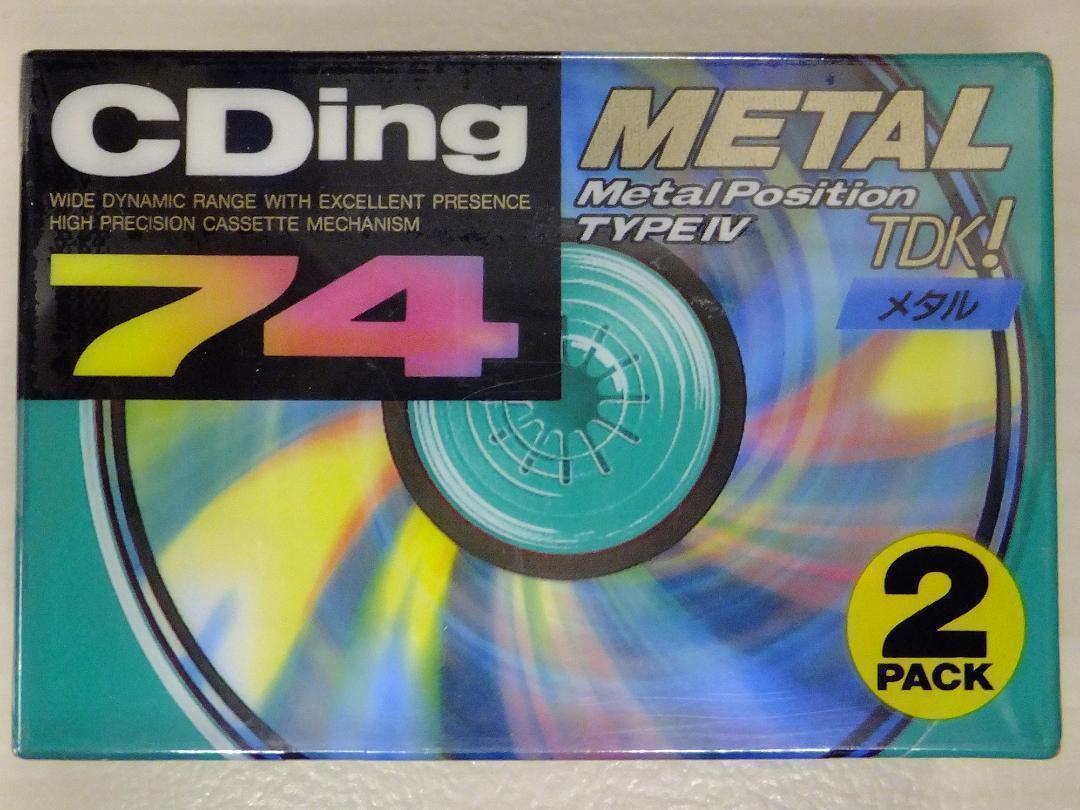 CDing
WIDE DYNAMIC RANGE WITH EXCELLENT PRESENCE
HIGH PRECISION CASSETTE MECHANISM
74
METAL
Metal Position
TYPE IV
TDK!
メタル
2
PACK